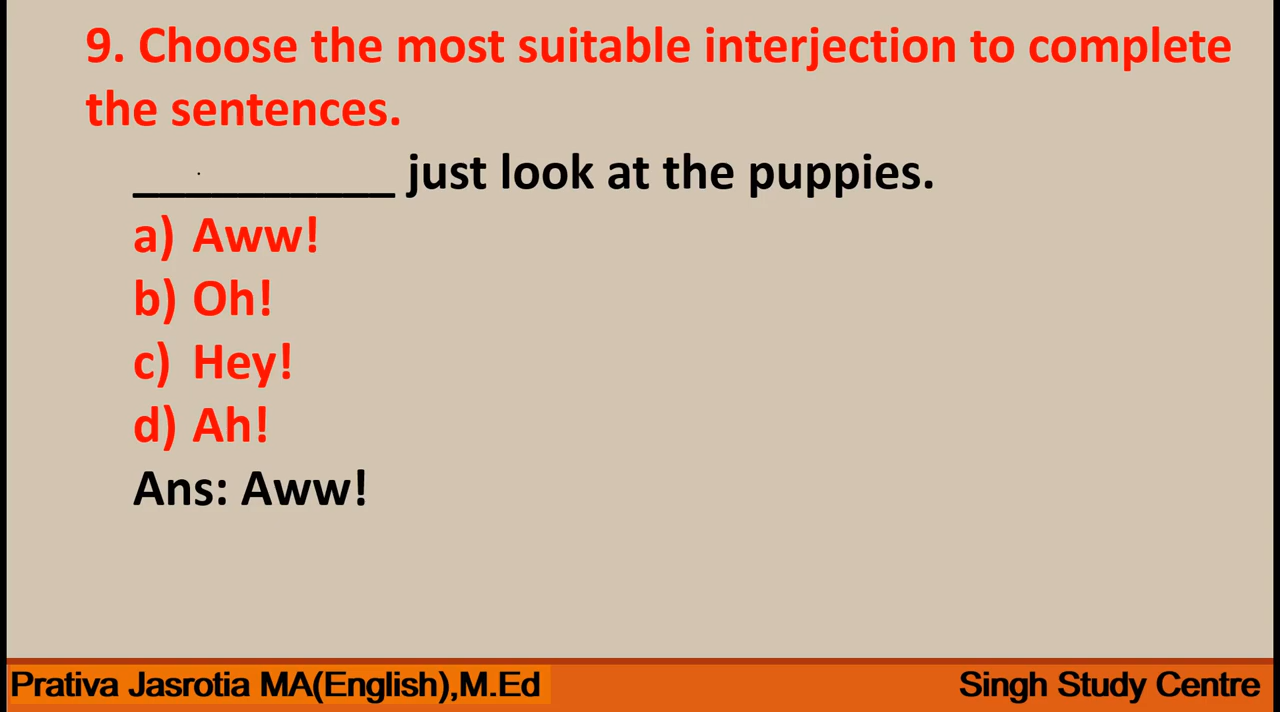 9. Choose the most suitable interjection to complete
the sentences.
__________ just look at the puppies.
a) Aww!
b) Oh!
c) Hey!
d) Ah!
Ans: Aww!
Prativa Jasrotia MA(English),M.Ed
Singh Study Centre